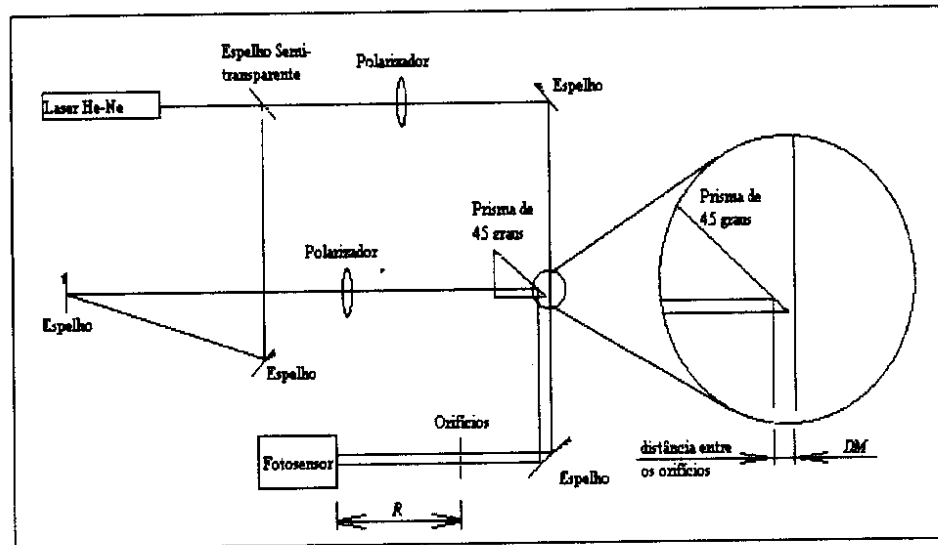 Espelho Semi-
transparente
Polarizador
Espelho
Laser He-Ne
Prisma de
45 graus
Prisma de
45 graus
Polarizador
Espelho
Espelho
Orifícios
Fotosensor
Espelho
distância entre
os orifícios
DM
R